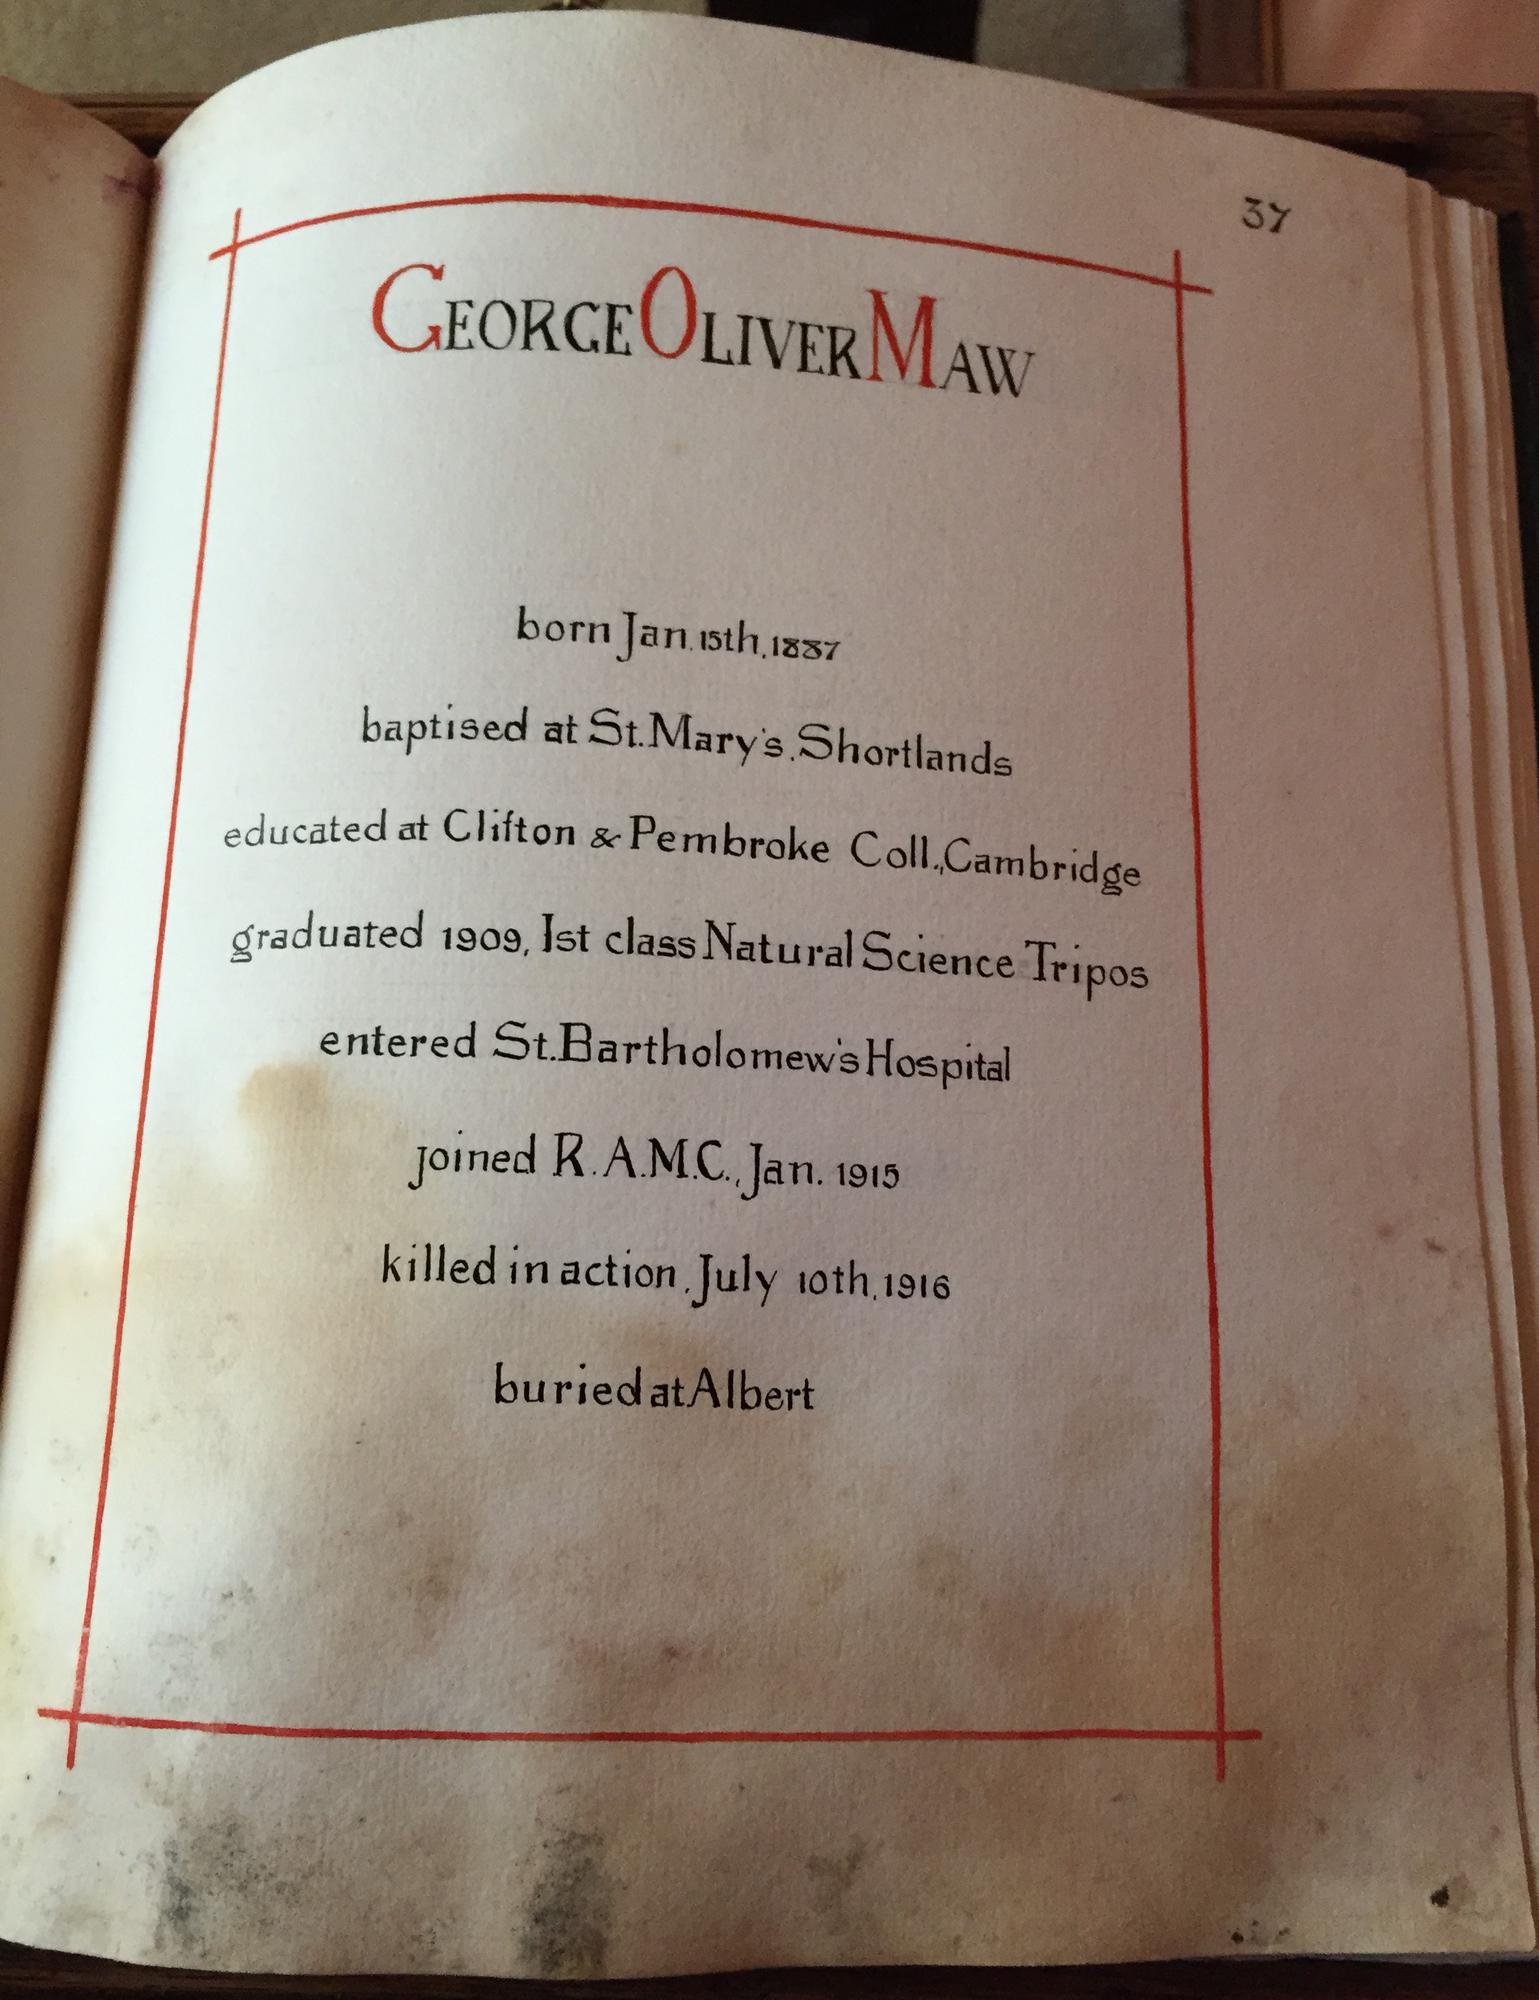 37
GEORGE OLIVER MAW
born Jan. 15th, 1887
baptised at St. Mary's, Shortlands
educated at Clifton & Pembroke Coll., Cambridge
graduated 1909, Ist class Natural Science Tripos
entered St. Bartholomew's Hospital
joined R.A.M.C., Jan. 1915
killed in action, July 10th, 1916
buried at Albert